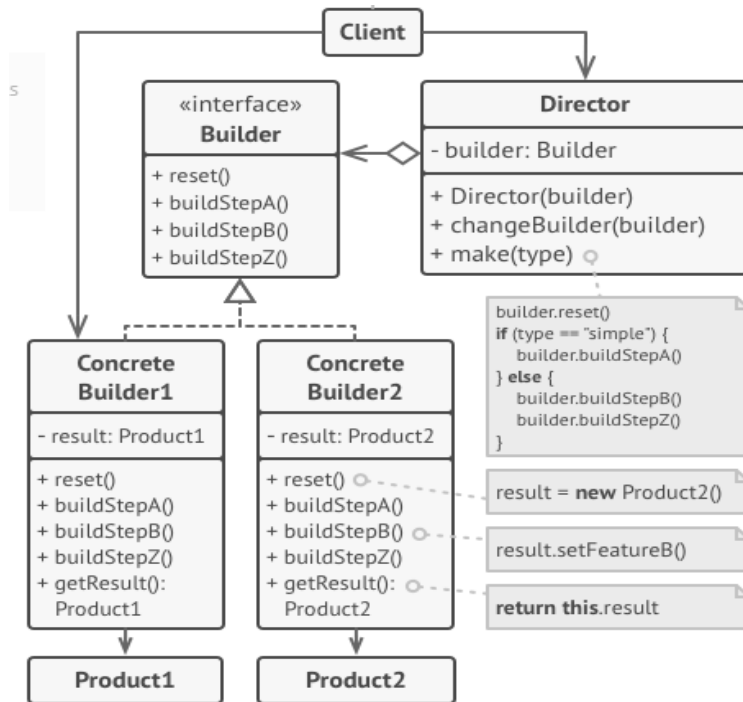 Client
s
«interface»
Builder
+ reset()
+ buildStepA()
+ buildStepB()
+ buildStepZ()
Director
- builder: Builder
+ Director(builder)
+ changeBuilder(builder)
+ make(type)
builder.reset()
if (type == "simple") {
builder.buildStepA()
} else {
builder.buildStepB()
builder.buildStepZ()
}
Concrete
Builder1
- result: Product1
+ reset()
+ buildStepA()
+ buildStepB()
+ buildStepZ()
+ getResult():
Product1
Concrete
Builder2
- result: Product2
+ reset()
+ buildStepA()
+ buildStepB()
+ buildStepZ()
+ getResult():
Product2
result = new Product2()
result.setFeatureB()
return this.result
Product1
Product2